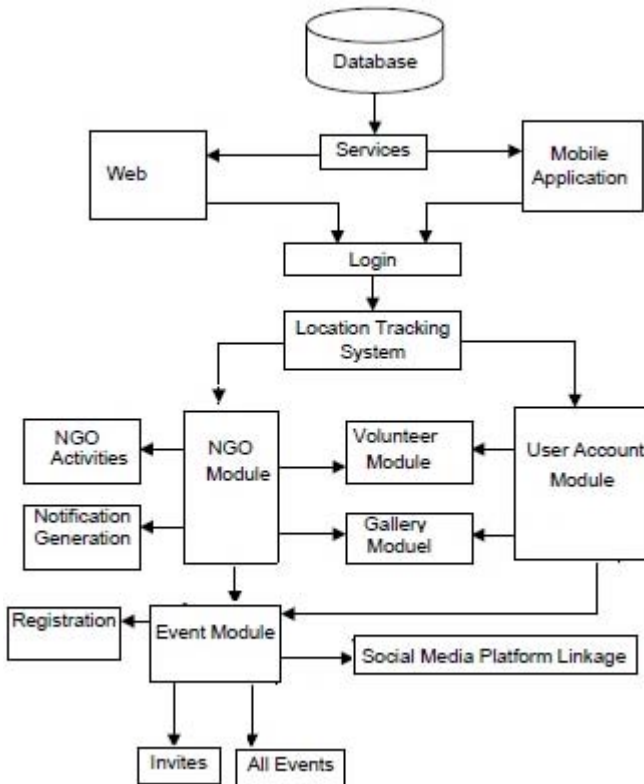 Database
Services
Web
Mobile
Application
Login
Location Tracking
System
NGO
Activities
NGO
Module
Volunteer
Module
User Account
Module
Notification
Generation
Gallery
Moduel
Registration
Event Module
Social Media Platform Linkage
Invites
All Events